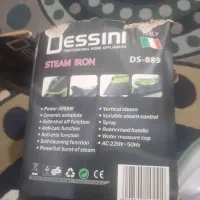 DESSINI
PROFESSIONAL HOME APPLIANCES
ITALY
STEAM IRON
DS-889
• Ceramic soleplate
• Auto shut off function
• Anti-calc function
• Anti-drip function
• Self-cleaning function
• Powerful burst of steam
• Vertical steam
• Variable steam control
• Spray
• Rubberized handle
• Water measure cup
• AC:220V~50Hz